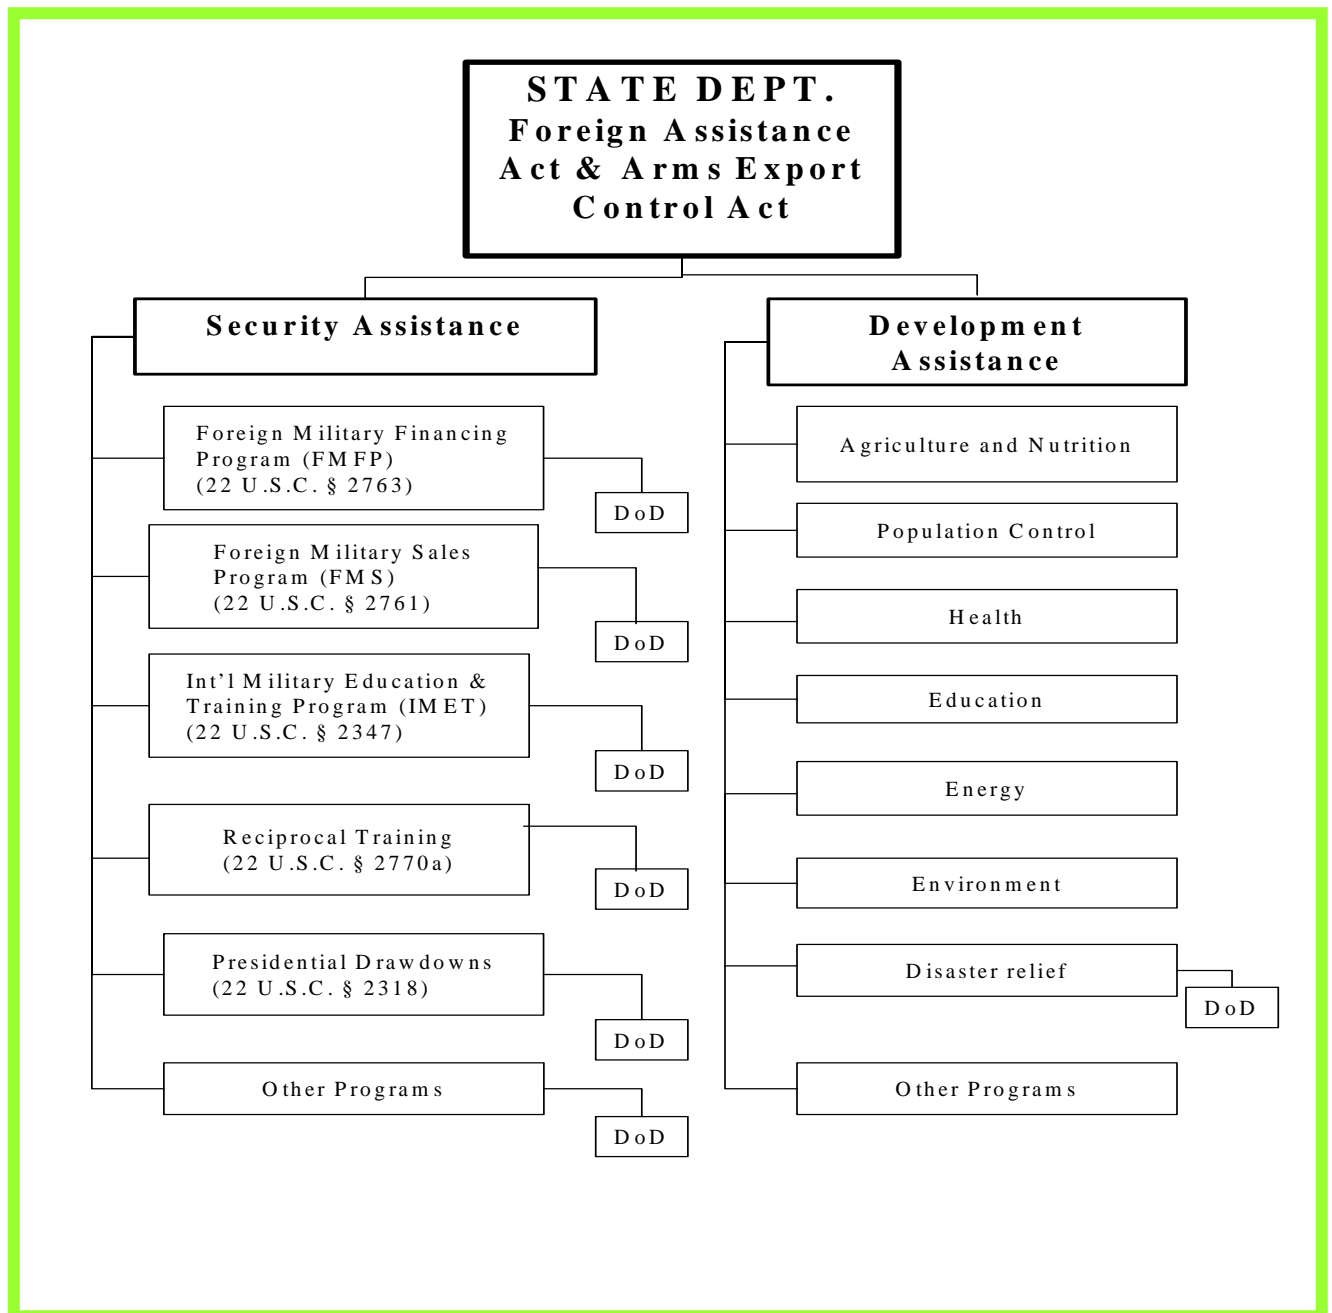 STATE DEPT.
Foreign Assistance
Act & Arms Export
Control Act
Security Assistance
Foreign Military Financing
Program (FMFP)
(22 U.S.C. § 2763)
DoD
Foreign Military Sales
Program (FMS)
(22 U.S.C. § 2761)
DoD
Int’l Military Education &
Training Program (IMET)
(22 U.S.C. § 2347)
DoD
Reciprocal Training
(22 U.S.C. § 2770a)
DoD
Presidential Drawdowns
(22 U.S.C. § 2318)
DoD
Other Programs
DoD
Development
Assistance
Agriculture and Nutrition
Population Control
Health
Education
Energy
Environment
Disaster relief
DoD
Other Programs